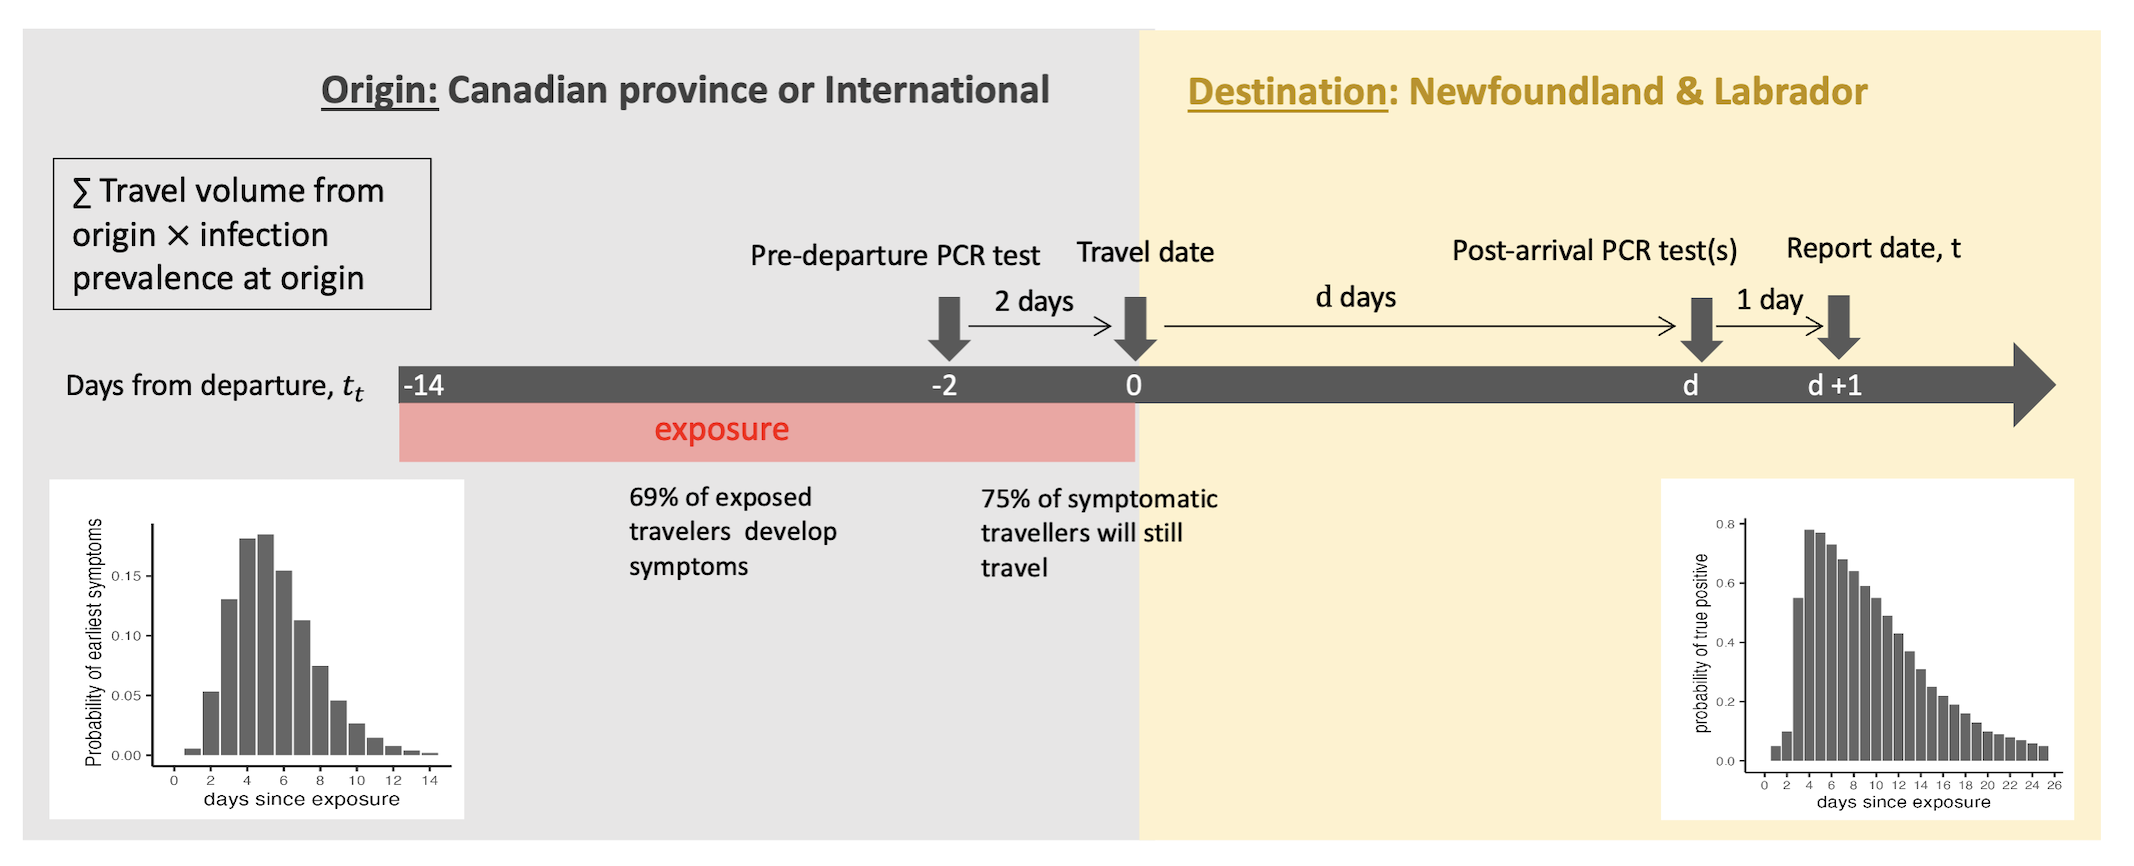 Origin: Canadian province or International
Destination: Newfoundland & Labrador
∑ Travel volume from
origin × infection
prevalence at origin
Pre-departure PCR test
Travel date
Post-arrival PCR test(s)
Report date, t
2 days
d days
1 day
Days from departure, tₜ
-14
-2
0
d
d +1
exposure
69% of exposed
travelers develop
symptoms
75% of symptomatic
travellers will still
travel
Probability of earliest symptoms
0.15
0.10
0.05
0.00
0 2 4 6 8 10 12 14
days since exposure
probability of true positive
0.8
0.6
0.4
0.2
0.0
0 2 4 6 8 10 12 14 16 18 20 22 24 26
days since exposure